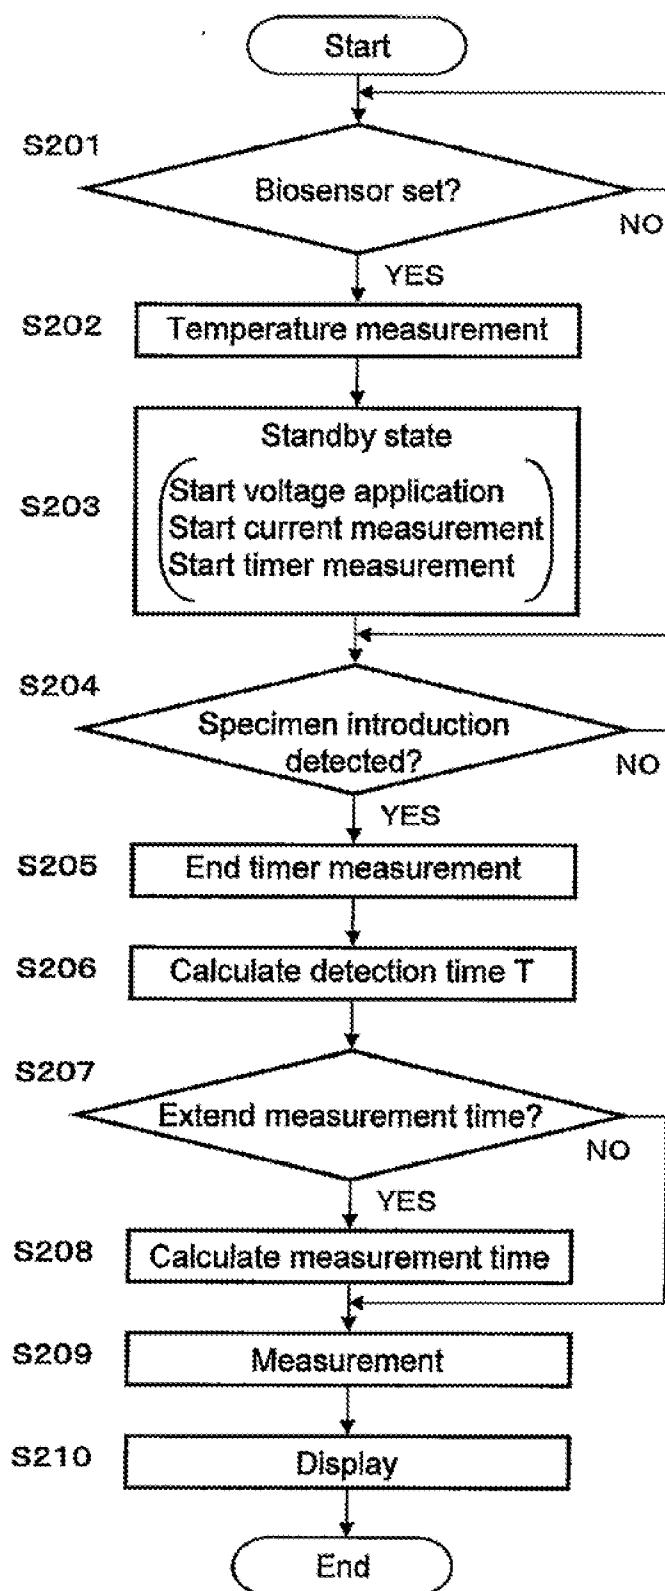 Start
S201
Biosensor set?
NO
YES
S202
Temperature measurement
Standby state
S203
Start voltage application
Start current measurement
Start timer measurement
S204
Specimen introduction
detected?
NO
YES
S205
End timer measurement
S206
Calculate detection time T
S207
Extend measurement time?
NO
YES
S208
Calculate measurement time
S209
Measurement
S210
Display
End